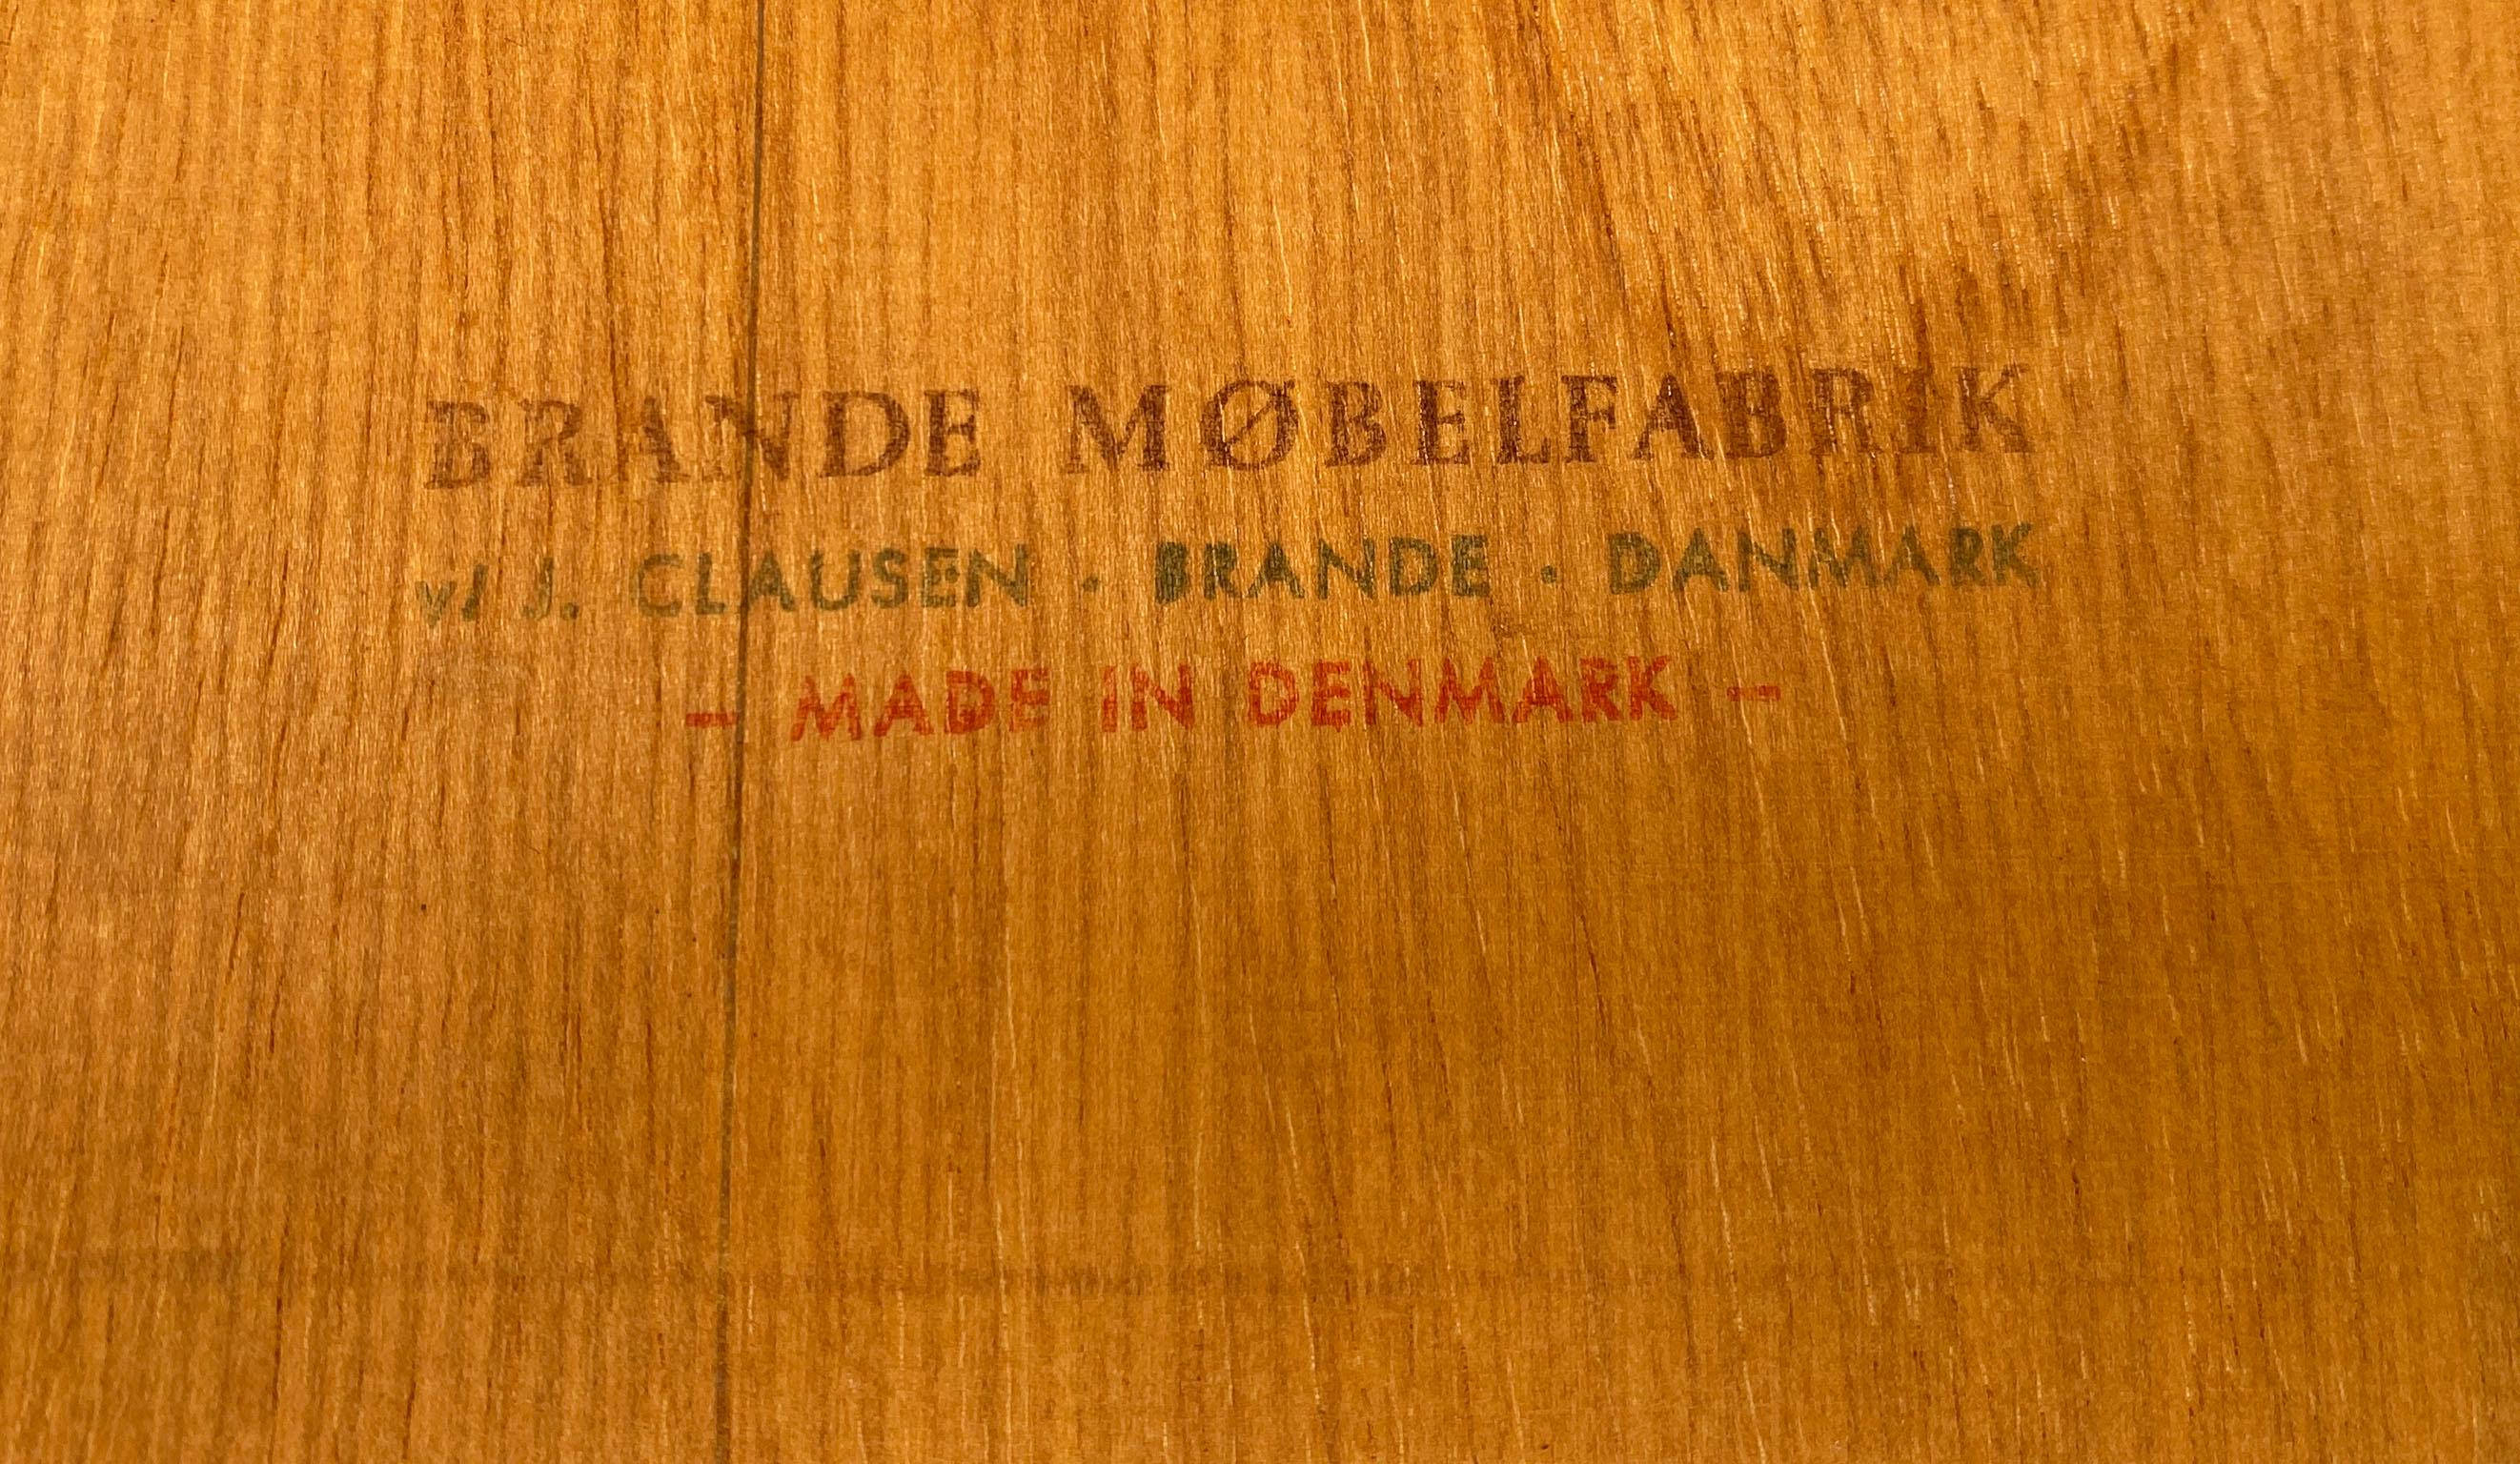 BRANDE MØBELFABRIK
v/ J. CLAUSEN · BRANDE · DANMARK
- MADE IN DENMARK -